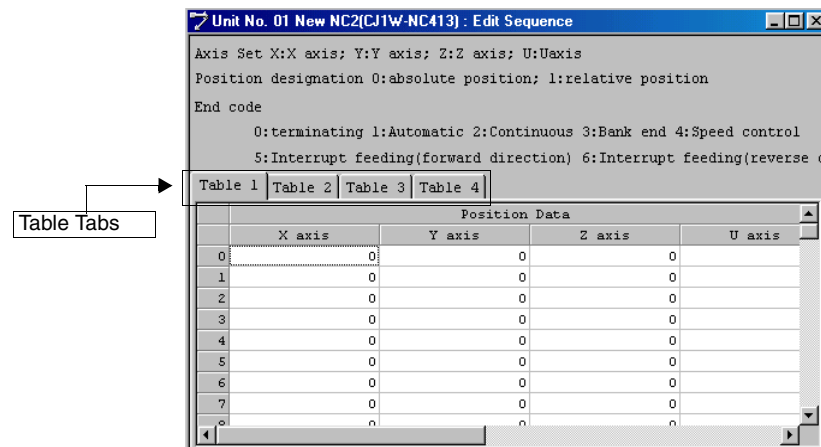 Unit No. 01 New NC2(CJ1W-NC413) : Edit Sequence
Axis Set X:X axis; Y:Y axis; Z:Z axis; U:Uaxis
Position designation 0:absolute position; 1:relative position
End code
0:terminating 1:Automatic 2:Continuous 3:Bank end 4:Speed control
5:Interrupt feeding(forward direction) 6:Interrupt feeding(reverse
Table 1 Table 2 Table 3 Table 4
Table Tabs
Position Data
X axis Y axis Z axis U axis
0 0 0 0
1 0 0 0
2 0 0 0
3 0 0 0
4 0 0 0
5 0 0 0
6 0 0 0
7 0 0 0
8 0 0 0